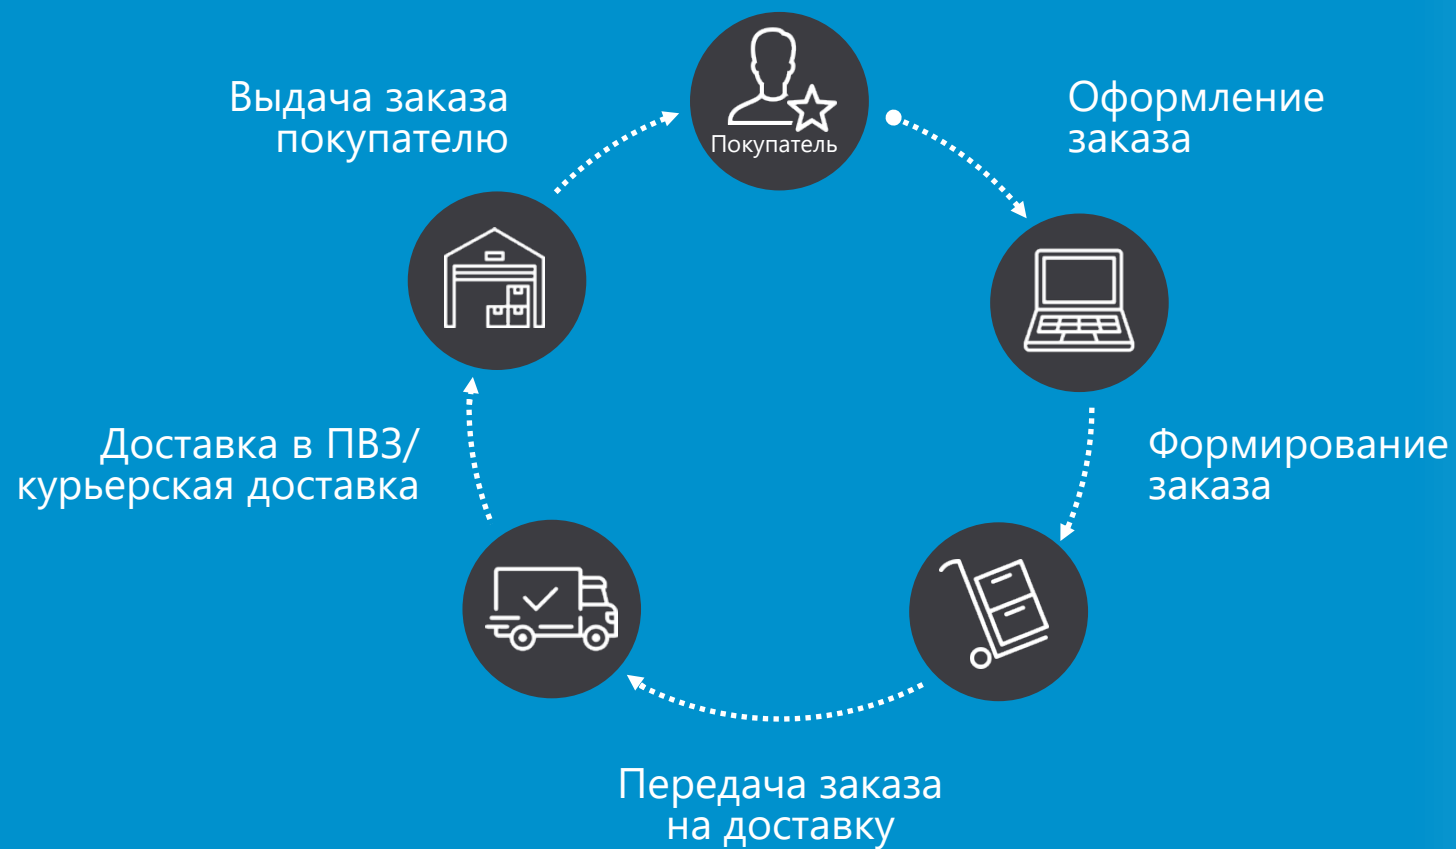 Выдача заказа
покупателю
Покупатель
Оформление
заказа
Доставка в ПВЗ/
курьерская доставка
Формирование
заказа
Передача заказа
на доставку